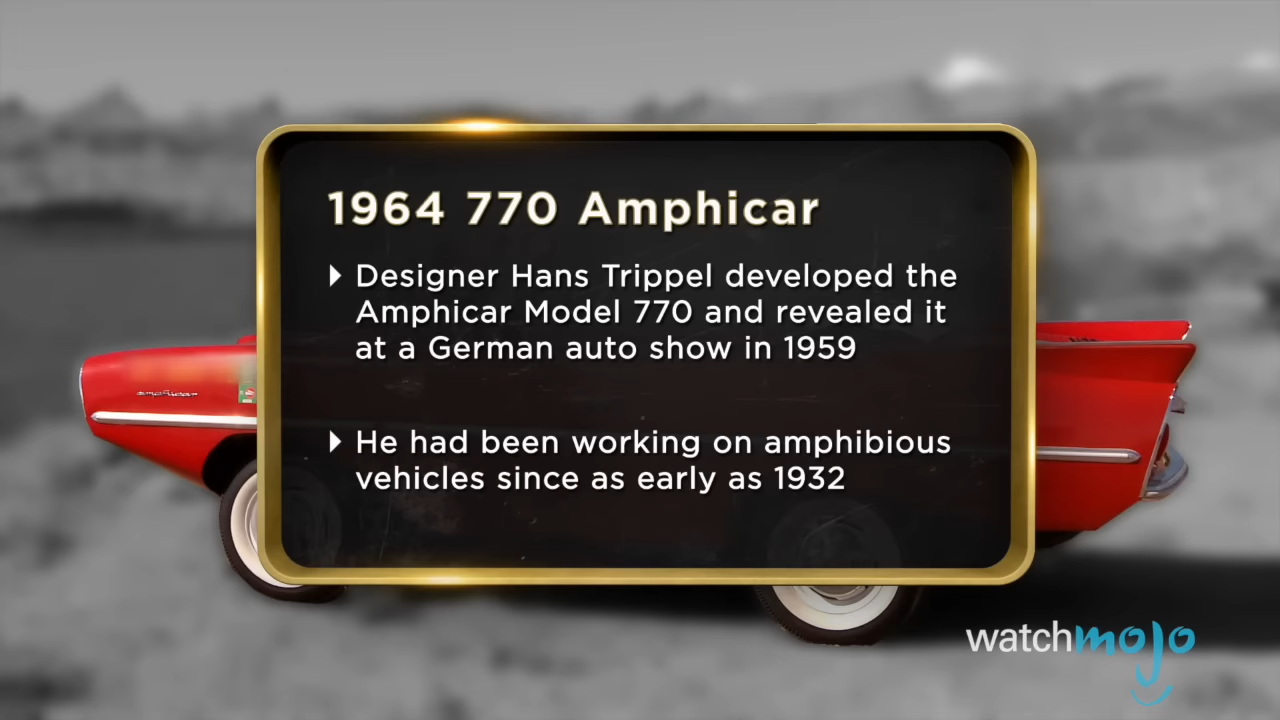 1964 770 Amphicar
Designer Hans Trippel developed the
Amphicar Model 770 and revealed it
at a German auto show in 1959
He had been working on amphibious
vehicles since as early as 1932
watchmojo